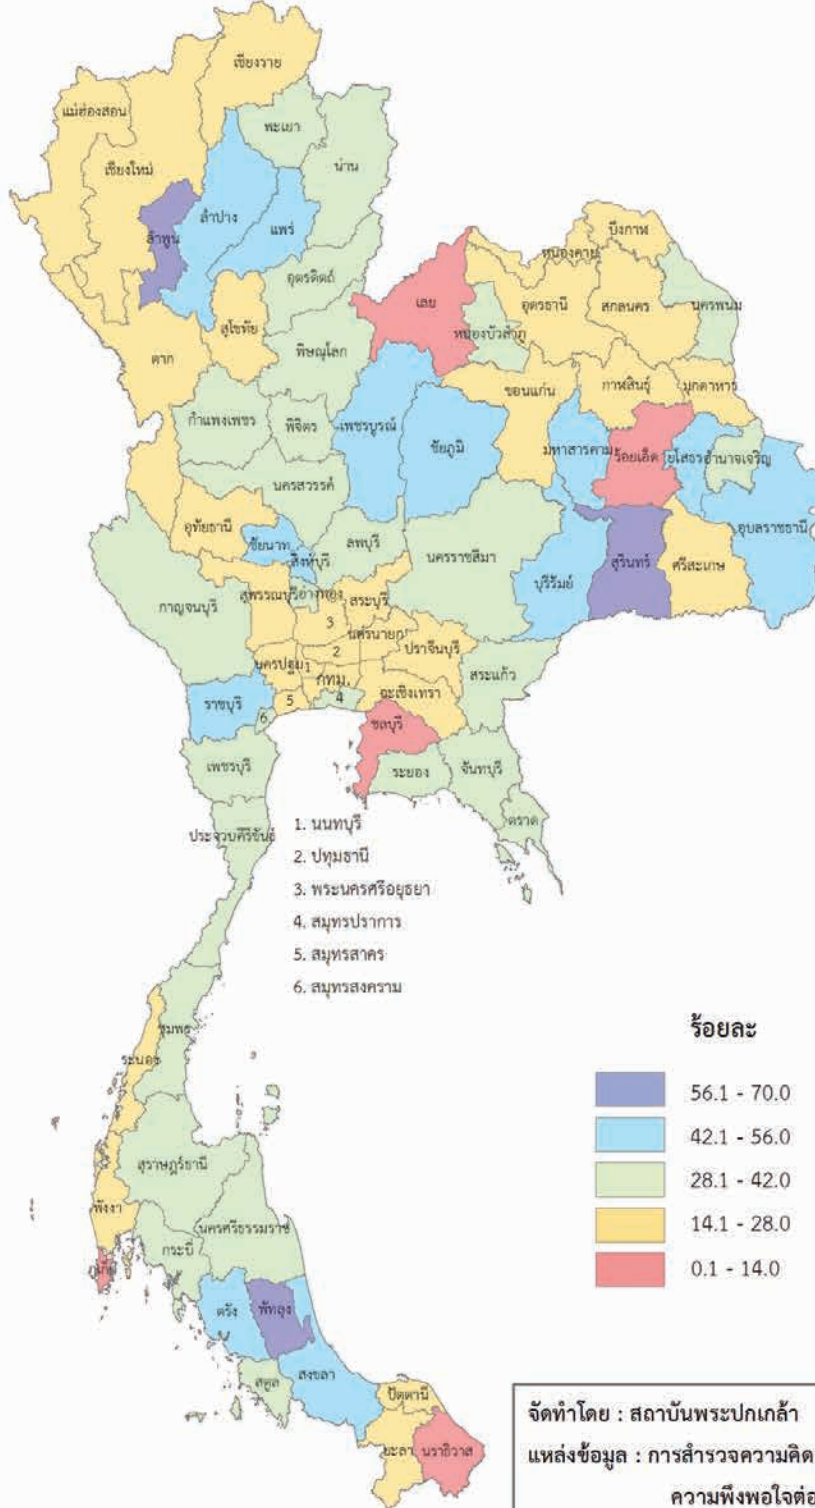 เชียงราย
แม่ฮ่องสอน
พะเยา
เชียงใหม่
น่าน
ลำปาง
แพร่
ลำพูน
บึงกาฬ
หนองคาย
อุตรดิตถ์
เลย
อุดรธานี
สกลนคร
นครพนม
สุโขทัย
หนองบัวลำภู
พิษณุโลก
ตาก
ขอนแก่น
กาฬสินธุ์
มุกดาหาร
กำแพงเพชร
พิจิตร
เพชรบูรณ์
ชัยภูมิ
มหาสารคาม
ร้อยเอ็ด
ยโสธร
อำนาจเจริญ
นครสวรรค์
อุทัยธานี
อุบลราชธานี
ชัยนาท
ลพบุรี
สิงห์บุรี
นครราชสีมา
บุรีรัมย์
สุรินทร์
ศรีสะเกษ
สุพรรณบุรี
อ่างทอง
สระบุรี
กาญจนบุรี
3
นครนายก
2
ปราจีนบุรี
นครปฐม
1
สระแก้ว
กทม.
ฉะเชิงเทรา
ราชบุรี
5
4
6
ชลบุรี
เพชรบุรี
ระยอง
จันทบุรี
ตราด
ประจวบคีรีขันธ์
1. นนทบุรี
2. ปทุมธานี
3. พระนครศรีอยุธยา
4. สมุทรปราการ
5. สมุทรสาคร
6. สมุทรสงคราม
ชุมพร
ระนอง
สุราษฎร์ธานี
พังงา
นครศรีธรรมราช
กระบี่
ภูเก็ต
ตรัง
พัทลุง
สตูล
สงขลา
ปัตตานี
ยะลา
นราธิวาส
ร้อยละ
56.1 - 70.0
42.1 - 56.0
28.1 - 42.0
14.1 - 28.0
0.1 - 14.0
จัดทำโดย : สถาบันพระปกเกล้า
แหล่งข้อมูล : การสำรวจความคิด
ความพึงพอใจต่อ